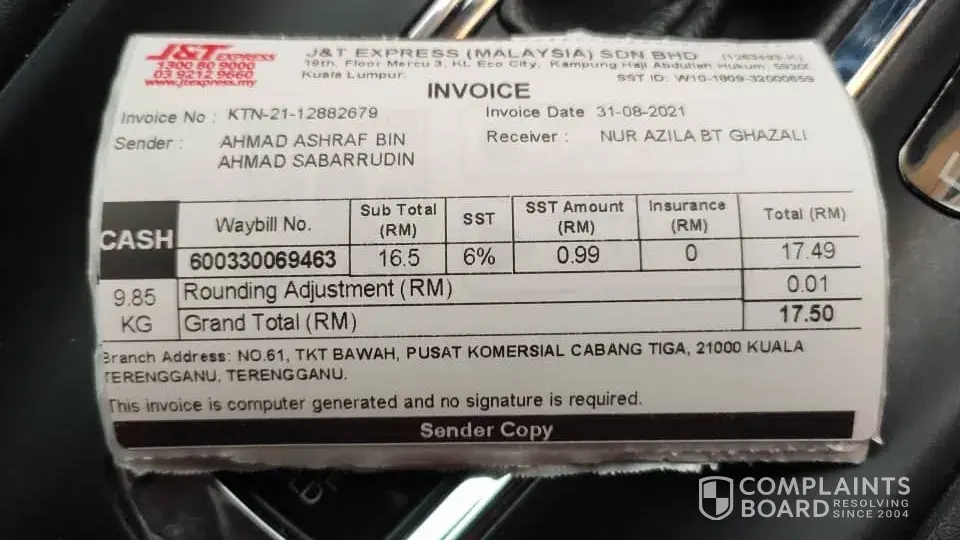 J&T EXPRESS
1300 80 9000
03 9212 9660
www.jtexpress.my
J&T EXPRESS (MALAYSIA) SDN BHD
19th, Floor Mercu 3, KL Eco City, Kampung Haji Abdullah Hukum,
Kuala Lumpur.
SST ID: W10-1809-32000659
INVOICE
Invoice No : KTN-21-12882679
Invoice Date 31-08-2021
Sender : AHMAD ASHRAF BIN
AHMAD SABARRUDIN
Receiver : NUR AZILA BT GHAZALI
CASH
Waybill No. Sub Total (RM) SST SST Amount (RM) Insurance (RM) Total (RM)
600330069463 16.5 6% 0.99 0 17.49
9.85 KG
Rounding Adjustment (RM) 0.01
Grand Total (RM) 17.50
Branch Address: NO.61, TKT BAWAH, PUSAT KOMERSIAL CABANG TIGA, 21000 KUALA
TERENGGANU, TERENGGANU.
This invoice is computer generated and no signature is required.
Sender Copy
COMPLAINTS
BOARD RESOLVING
SINCE 2004